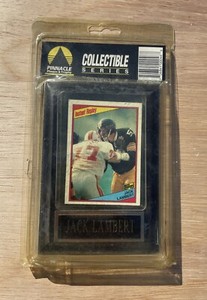 PINNACLE
COLLECTIBLE
SERIES
Instant Replay
JACK LAMBERT